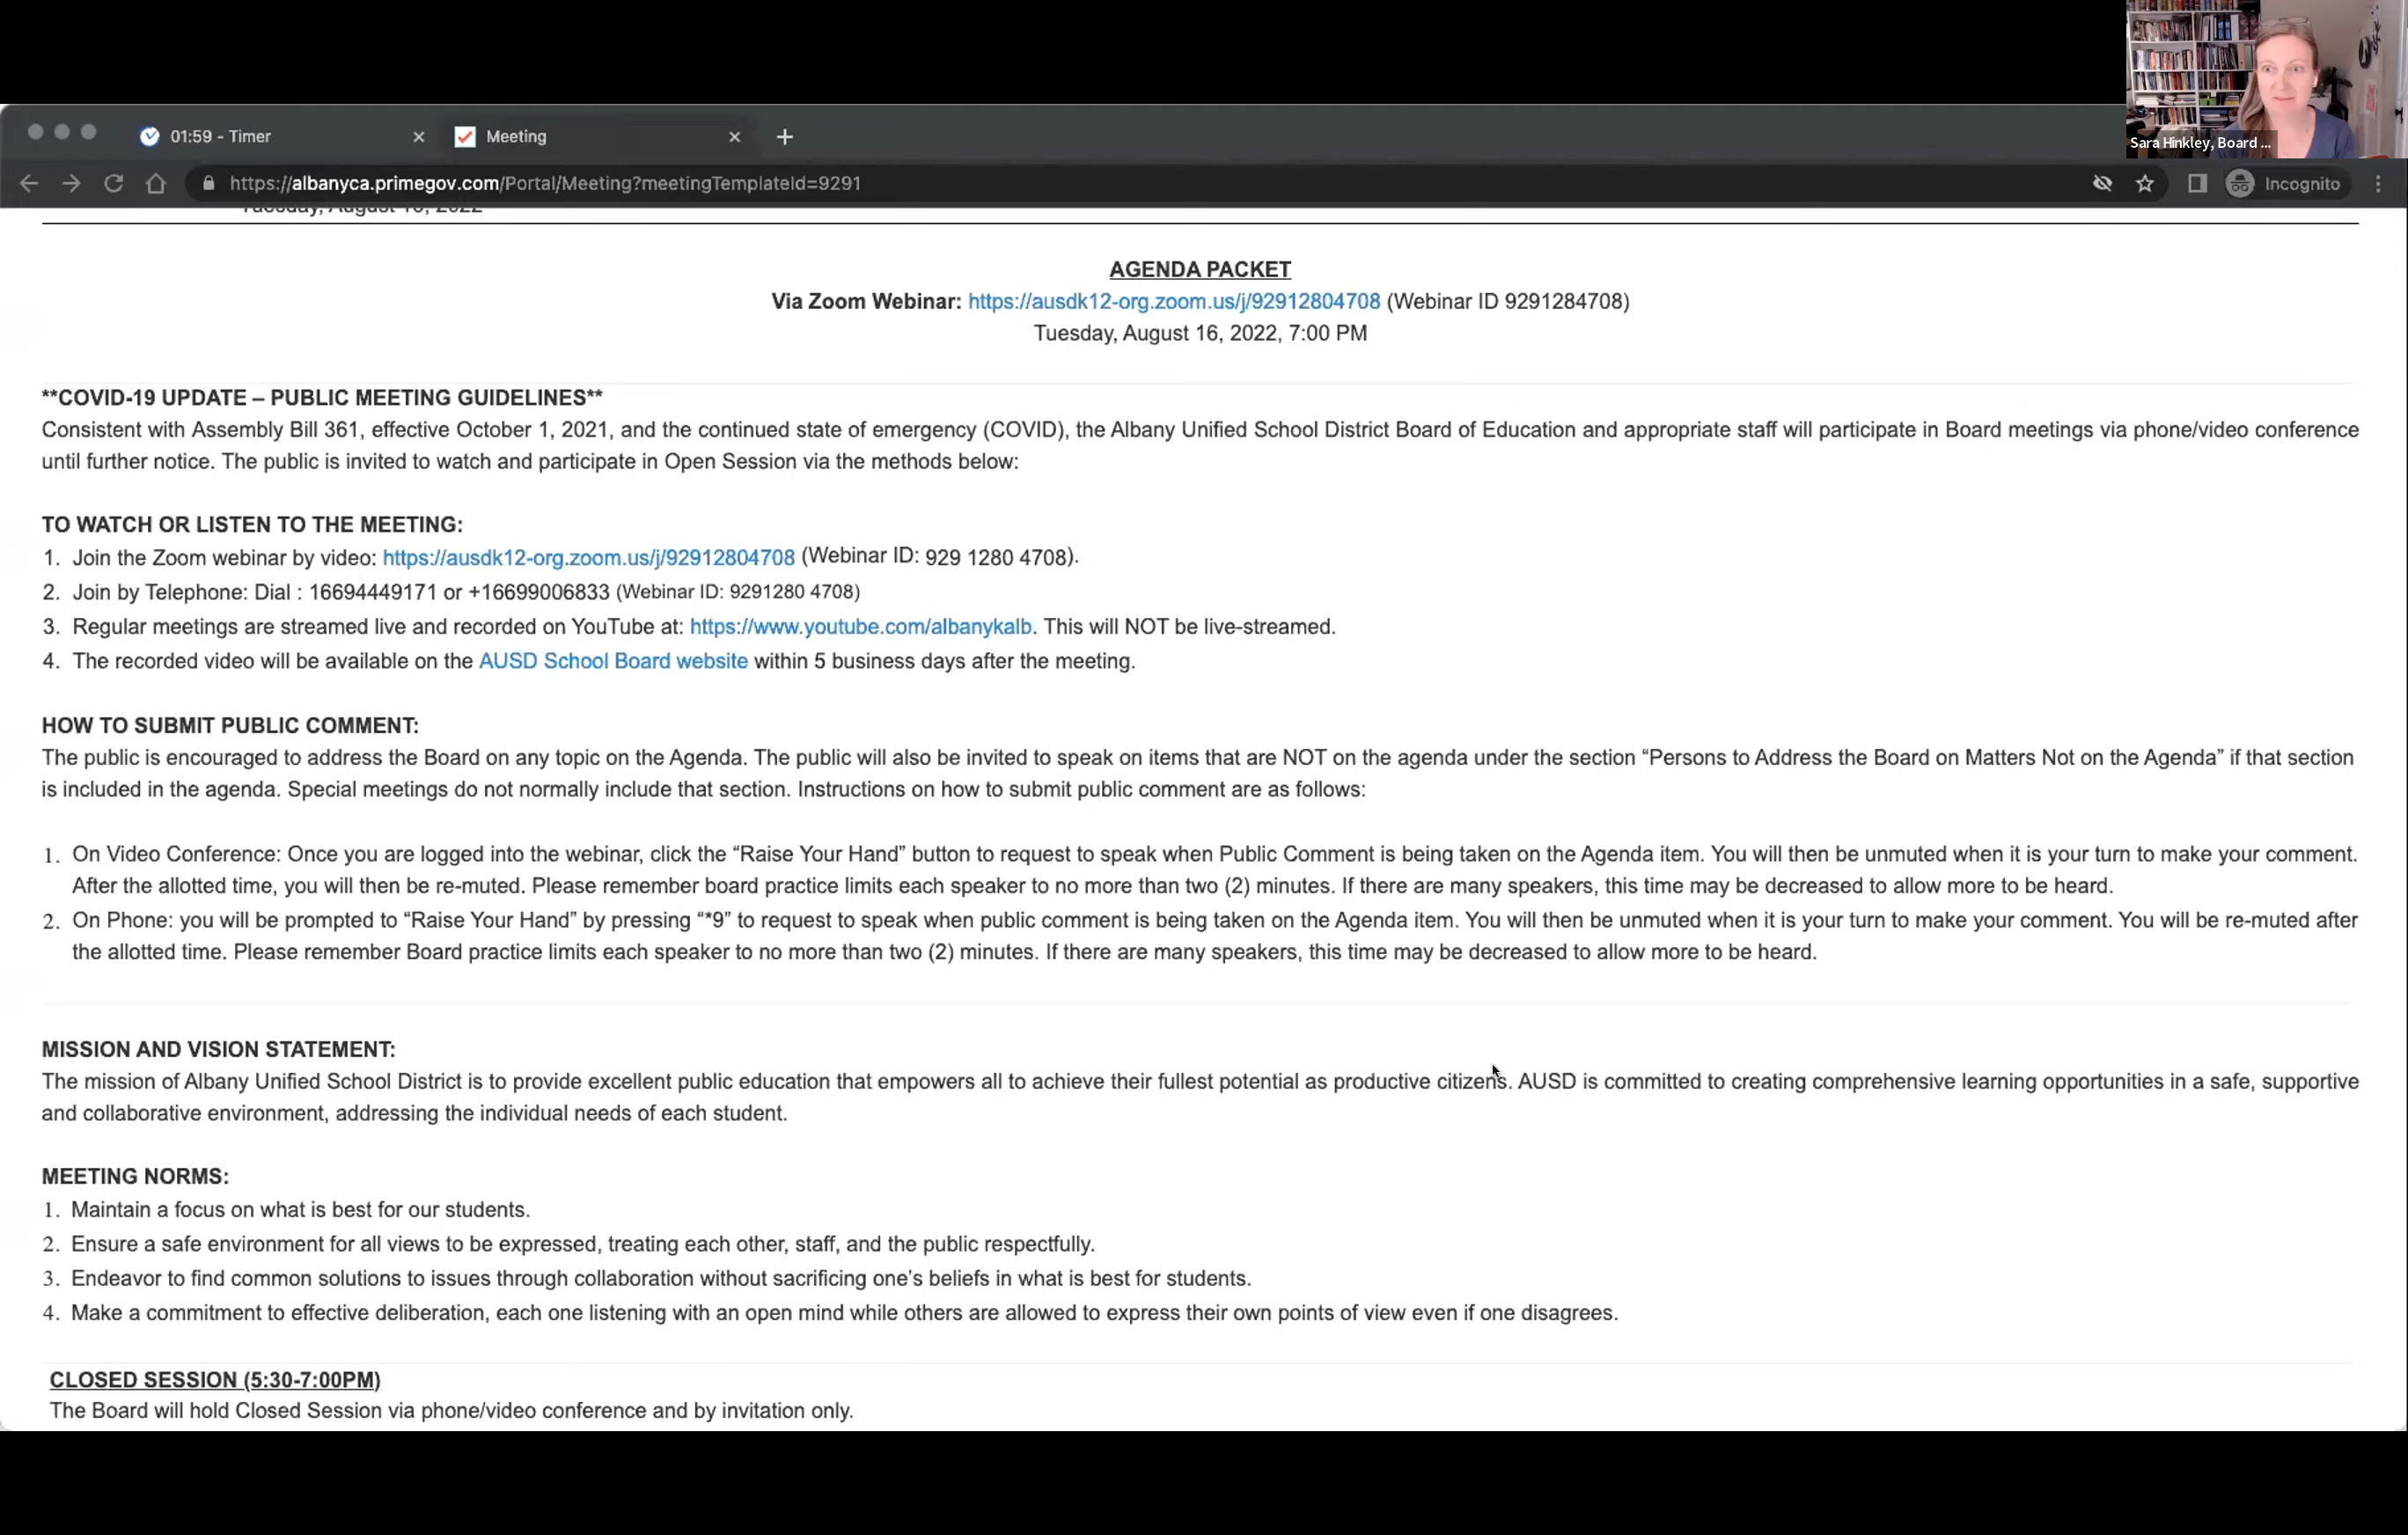 Sara Hinkley, Board ...
01:59 - Timer
Meeting
https://albanyca.primegov.com/Portal/Meeting?meetingTemplateId=9291
Incognito
Tuesday, August 16, 2022
AGENDA PACKET
Via Zoom Webinar: https://ausdk12-org.zoom.us/j/92912804708 (Webinar ID 9291284708)
Tuesday, August 16, 2022, 7:00 PM
**COVID-19 UPDATE – PUBLIC MEETING GUIDELINES**
Consistent with Assembly Bill 361, effective October 1, 2021, and the continued state of emergency (COVID), the Albany Unified School District Board of Education and appropriate staff will participate in Board meetings via phone/video conference
until further notice. The public is invited to watch and participate in Open Session via the methods below:
TO WATCH OR LISTEN TO THE MEETING:
1. Join the Zoom webinar by video: https://ausdk12-org.zoom.us/j/92912804708 (Webinar ID: 929 1280 4708).
2. Join by Telephone: Dial : 16694449171 or +16699006833 (Webinar ID: 9291280 4708)
3. Regular meetings are streamed live and recorded on YouTube at: https://www.youtube.com/albanykalb. This will NOT be live-streamed.
4. The recorded video will be available on the AUSD School Board website within 5 business days after the meeting.
HOW TO SUBMIT PUBLIC COMMENT:
The public is encouraged to address the Board on any topic on the Agenda. The public will also be invited to speak on items that are NOT on the agenda under the section “Persons to Address the Board on Matters Not on the Agenda” if that section
is included in the agenda. Special meetings do not normally include that section. Instructions on how to submit public comment are as follows:
1. On Video Conference: Once you are logged into the webinar, click the “Raise Your Hand” button to request to speak when Public Comment is being taken on the Agenda item. You will then be unmuted when it is your turn to make your comment.
After the allotted time, you will then be re-muted. Please remember board practice limits each speaker to no more than two (2) minutes. If there are many speakers, this time may be decreased to allow more to be heard.
2. On Phone: you will be prompted to “Raise Your Hand” by pressing “*9” to request to speak when public comment is being taken on the Agenda item. You will then be unmuted when it is your turn to make your comment. You will be re-muted after
the allotted time. Please remember Board practice limits each speaker to no more than two (2) minutes. If there are many speakers, this time may be decreased to allow more to be heard.
MISSION AND VISION STATEMENT:
The mission of Albany Unified School District is to provide excellent public education that empowers all to achieve their fullest potential as productive citizens. AUSD is committed to creating comprehensive learning opportunities in a safe, supportive
and collaborative environment, addressing the individual needs of each student.
MEETING NORMS:
1. Maintain a focus on what is best for our students.
2. Ensure a safe environment for all views to be expressed, treating each other, staff, and the public respectfully.
3. Endeavor to find common solutions to issues through collaboration without sacrificing one's beliefs in what is best for students.
4. Make a commitment to effective deliberation, each one listening with an open mind while others are allowed to express their own points of view even if one disagrees.
CLOSED SESSION (5:30-7:00PM)
The Board will hold Closed Session via phone/video conference and by invitation only.